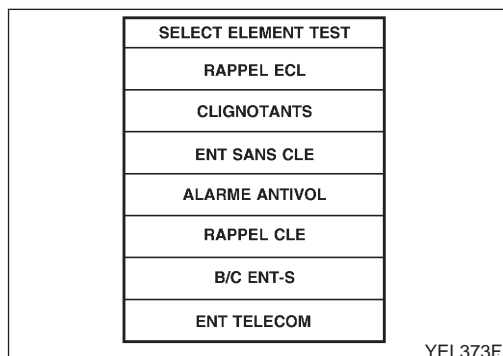 SELECT ELEMENT TEST
RAPPEL ECL
CLIGNOTANTS
ENT SANS CLE
ALARME ANTIVOL
RAPPEL CLE
B/C ENT-S
ENT TELECOM
YEL373F